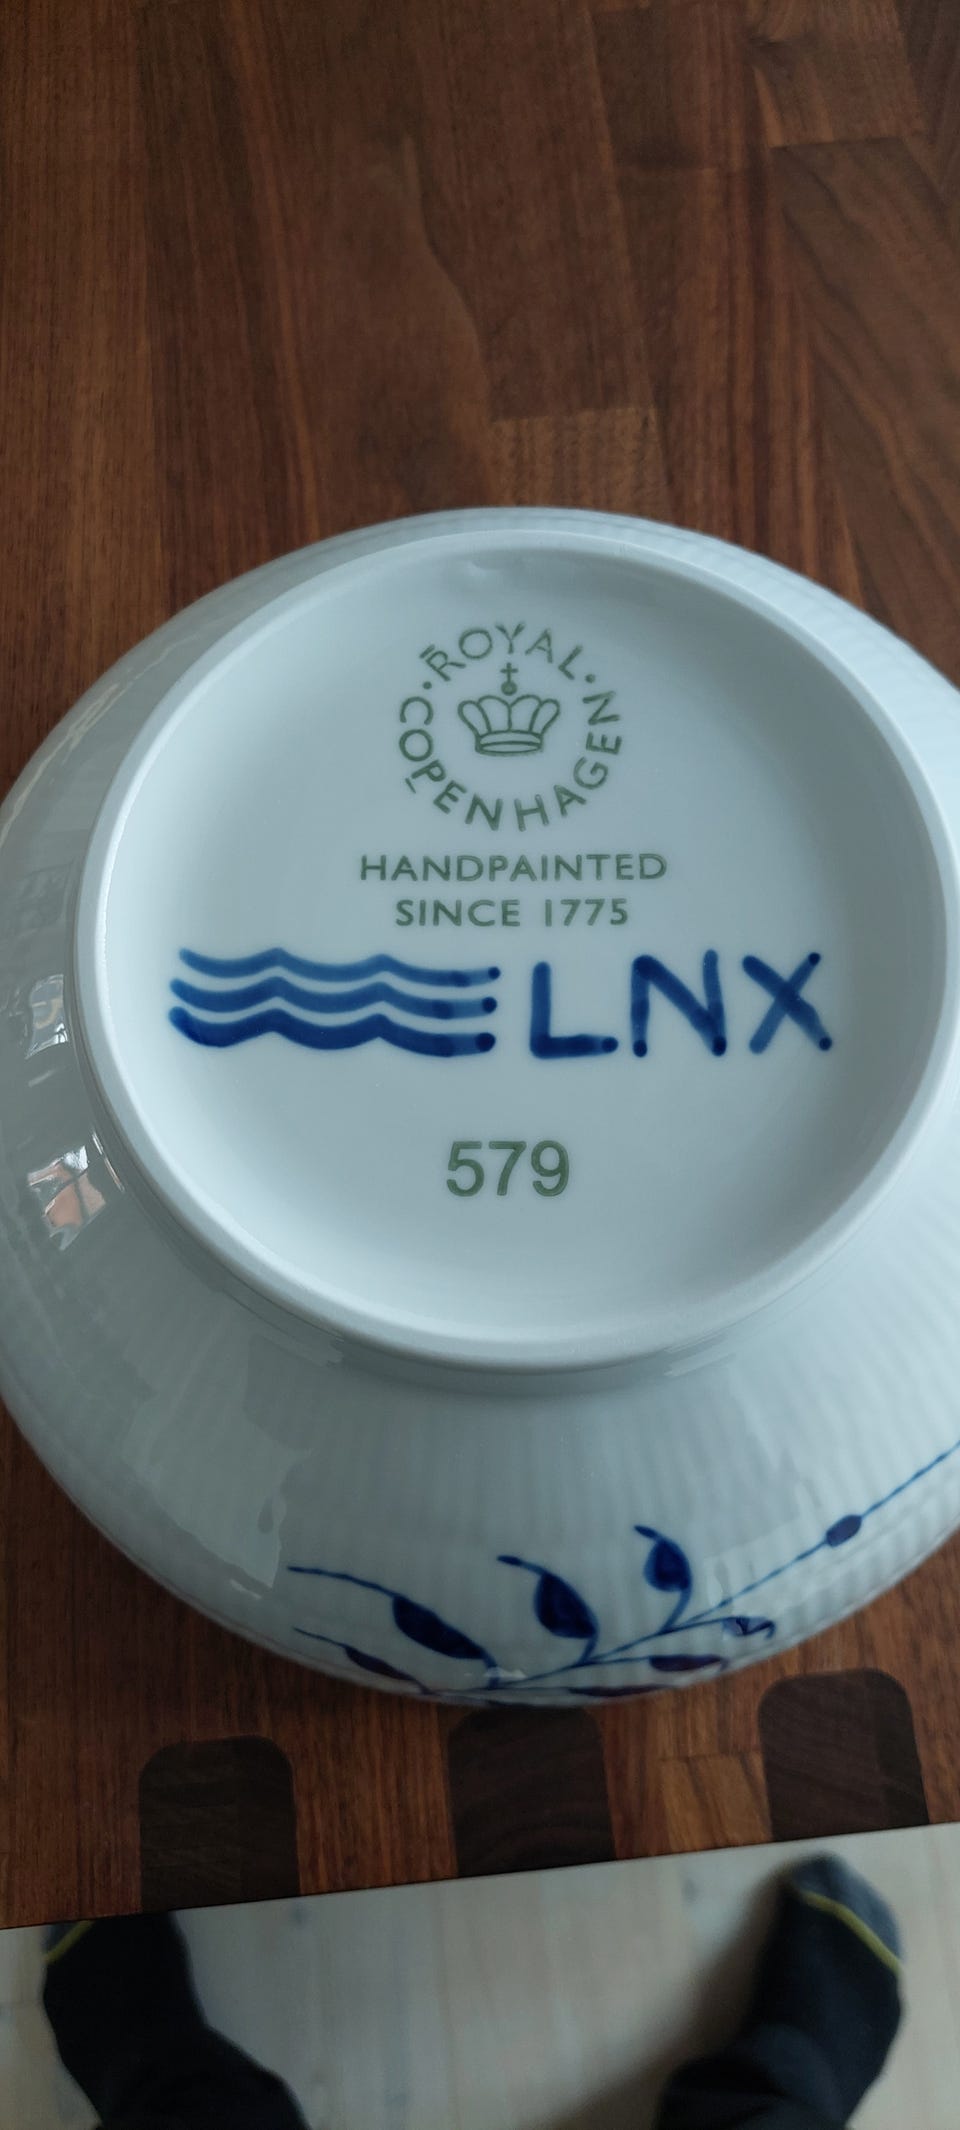 ROYAL COPENHAGEN
HANDPAINTED
SINCE 1775
LNX
579